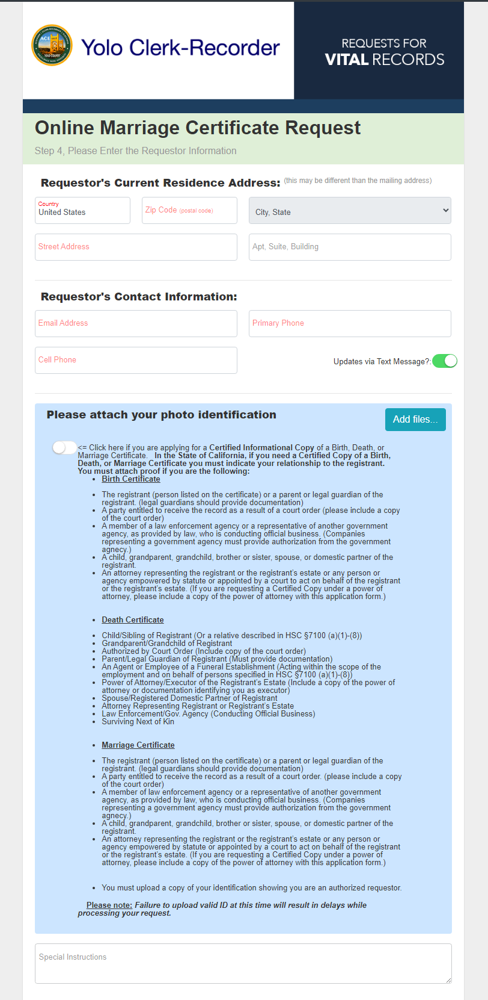 ACE
YOLO COUNTY
Yolo Clerk-Recorder
REQUESTS FOR
VITAL RECORDS
Online Marriage Certificate Request
Step 4, Please Enter the Requestor Information
Requestor's Current Residence Address: (this may be different than the mailing address)
Country
United States
Zip Code (postal code)
City, State
Street Address
Apt, Suite, Building
Requestor's Contact Information:
Email Address
Primary Phone
Cell Phone
Updates via Text Message?:
Please attach your photo identification
Add files...
<= Click here if you are applying for a Certified Informational Copy of a Birth, Death, or
Marriage Certificate. In the State of California, if you need a Certified Copy of a Birth,
Death, or Marriage Certificate you must indicate your relationship to the registrant.
You must attach proof if you are the following:
• Birth Certificate
• The registrant (person listed on the certificate) or a parent or legal guardian of the
registrant. (legal guardians should provide documentation)
• A party entitled to receive the record as a result of a court order (please include a copy
of the court order)
• A member of a law enforcement agency or a representative of another government
agency, as provided by law, who is conducting official business. (Companies
representing a government agency must provide authorization from the government
agnecy.)
• A child, grandparent, grandchild, brother or sister, spouse, or domestic partner of the
registrant.
• An attorney representing the registrant or the registrant's estate or any person or
agency empowered by statute or appointed by a court to act on behalf of the registrant
or the registrant's estate. (If you are requesting a Certified Copy under a power of
attorney, please include a copy of the power of attorney with this application form.)
• Death Certificate
• Child/Sibling of Registrant (Or a relative described in HSC §7100 (a)(1)-(8))
• Grandparent/Grandchild of Registrant
• Authorized by Court Order (Include copy of the court order)
• Parent/Legal Guardian of Registrant (Must provide documentation)
• An Agent or Employee of a Funeral Establishment (Acting within the scope of the
employment and on behalf of persons specified in HSC §7100 (a)(1)-(8))
• Power of Attorney/Executor of the Registrant's Estate (Include a copy of the power of
attorney or documentation identifying you as executor)
• Spouse/Registered Domestic Partner of Registrant
• Attorney Representing Registrant or Registrant's Estate
• Law Enforcement/Gov. Agency (Conducting Official Business)
• Surviving Next of Kin
• Marriage Certificate
• The registrant (person listed on the certificate) or a parent or legal guardian of the
registrant. (legal guardians should provide documentation)
• A party entitled to receive the record as a result of a court order. (please include a copy
of the court order)
• A member of law enforcement agency or a representative of another government
agency, as provided by law, who is conducting official business. (Companies
representing a government agency must provide authorization from the government
agnecy.)
• A child, grandparent, grandchild, brother or sister, spouse, or domestic partner of the
registrant.
• An attorney representing the registrant or the registrant's estate or any person or
agency empowered by statute or appointed by a court to act on behalf of the registrant
or the registrant's estate. (If you are requesting a Certified Copy under a power of
attorney, please include a copy of the power of attorney with this application form.)
• You must upload a copy of your identification showing you are an authorized requestor.
Please note: Failure to upload valid ID at this time will result in delays while
processing your request.
Special Instructions